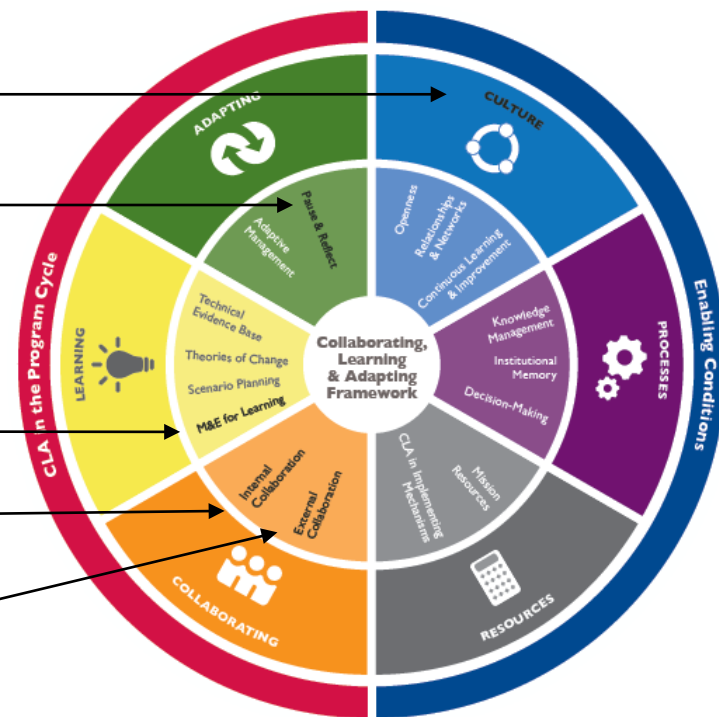 ADAPTING
CULTURE
Pause & Reflect
Adaptive
Management
Openness
Relationships
& Networks
Continuous Learning
& Improvement
CLA in the Program Cycle
LEARNING
Technical
Evidence Base
Theories of Change
Scenario Planning
M&E for Learning
Collaborating,
Learning
& Adapting
Framework
Knowledge
Management
Institutional
Memory
Decision-Making
PROCESSES
Enabling Conditions
Internal
Collaboration
External
Collaboration
CLA in Implementing
Mechanisms
Mission
Resources
COLLABORATING
RESOURCES